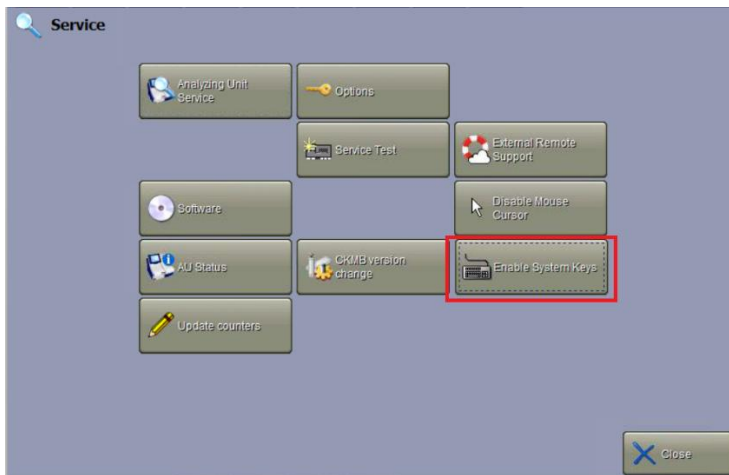 Service
Analyzing Unit
Service
Options
Service Test
External Remote
Support
Software
Disable Mouse
Cursor
AU Status
CKMB version
change
Enable System Keys
Update counters
Close